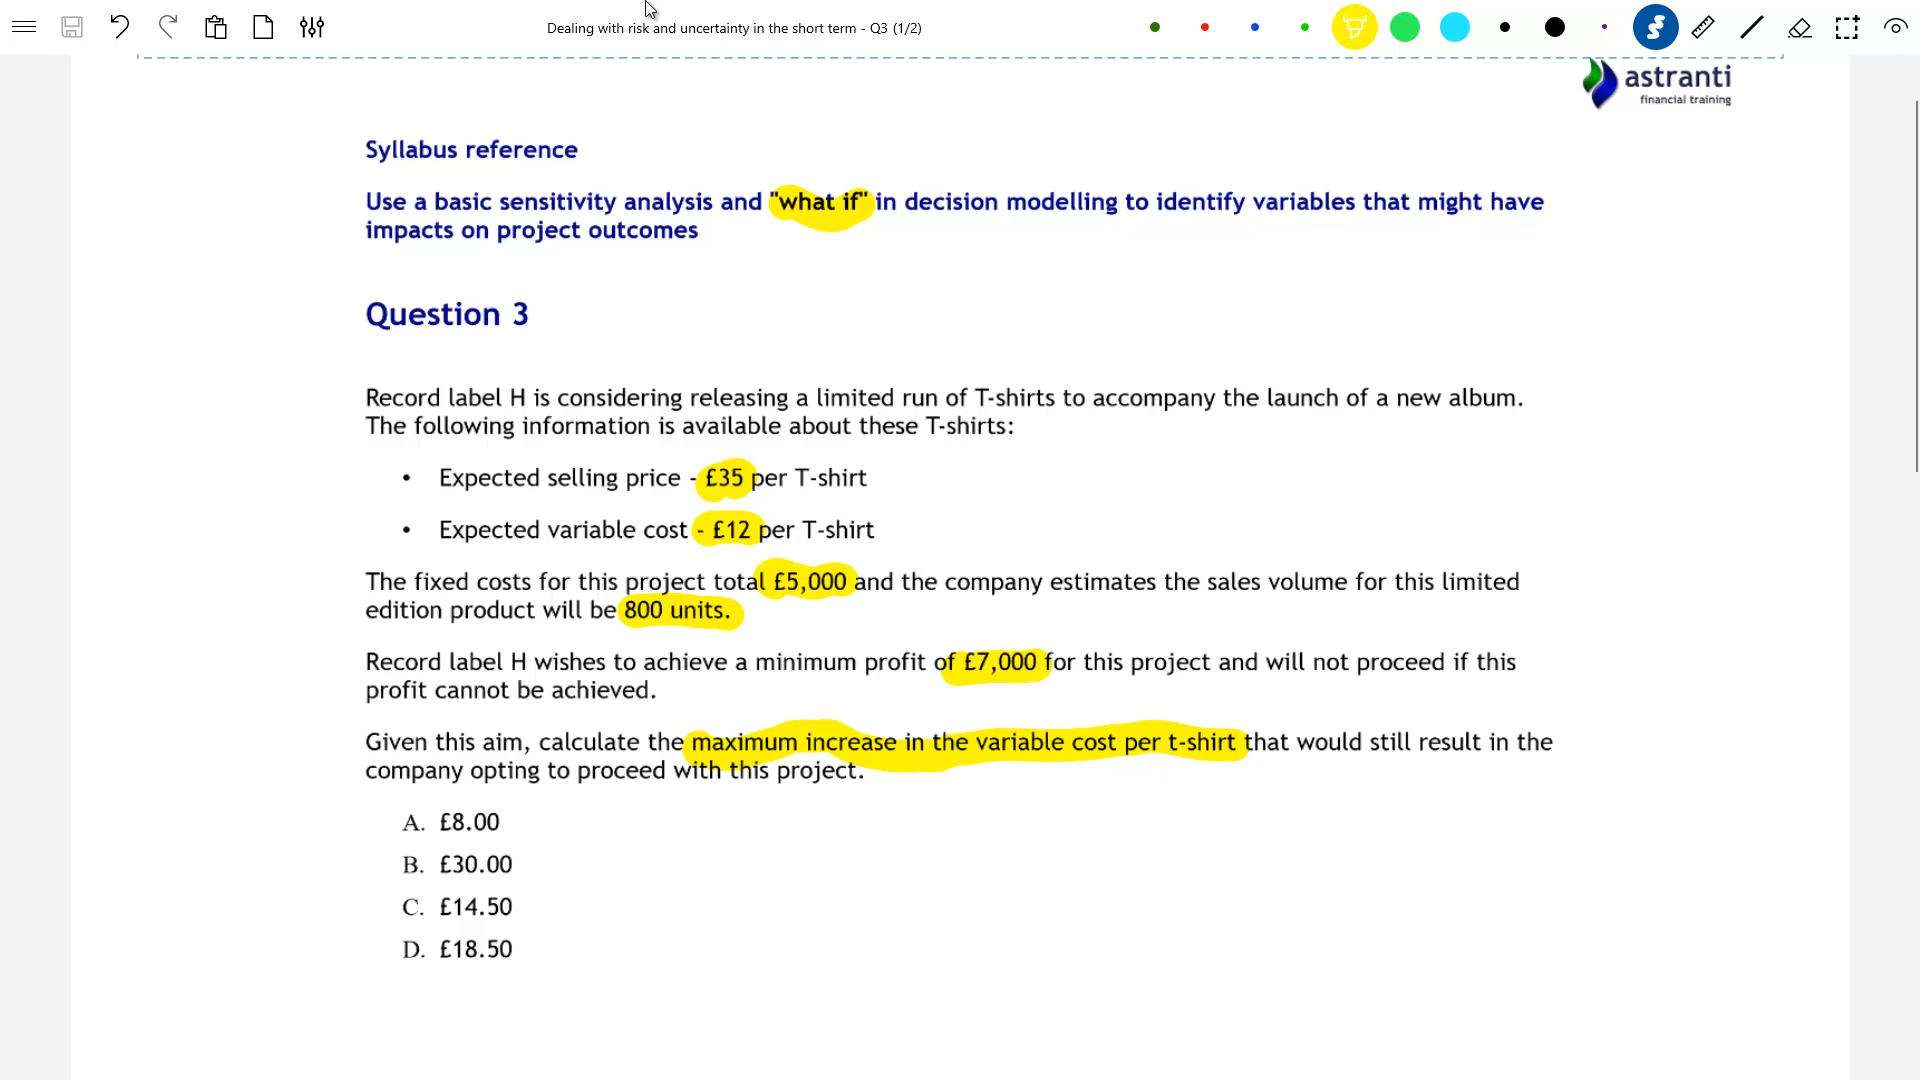 Dealing with risk and uncertainty in the short term - Q3 (1/2)
astranti
financial training
Syllabus reference
Use a basic sensitivity analysis and "what if" in decision modelling to identify variables that might have
impacts on project outcomes
Question 3
Record label H is considering releasing a limited run of T-shirts to accompany the launch of a new album.
The following information is available about these T-shirts:
• Expected selling price - £35 per T-shirt
• Expected variable cost - £12 per T-shirt
The fixed costs for this project total £5,000 and the company estimates the sales volume for this limited
edition product will be 800 units.
Record label H wishes to achieve a minimum profit of £7,000 for this project and will not proceed if this
profit cannot be achieved.
Given this aim, calculate the maximum increase in the variable cost per t-shirt that would still result in the
company opting to proceed with this project.
A. £8.00
B. £30.00
C. £14.50
D. £18.50